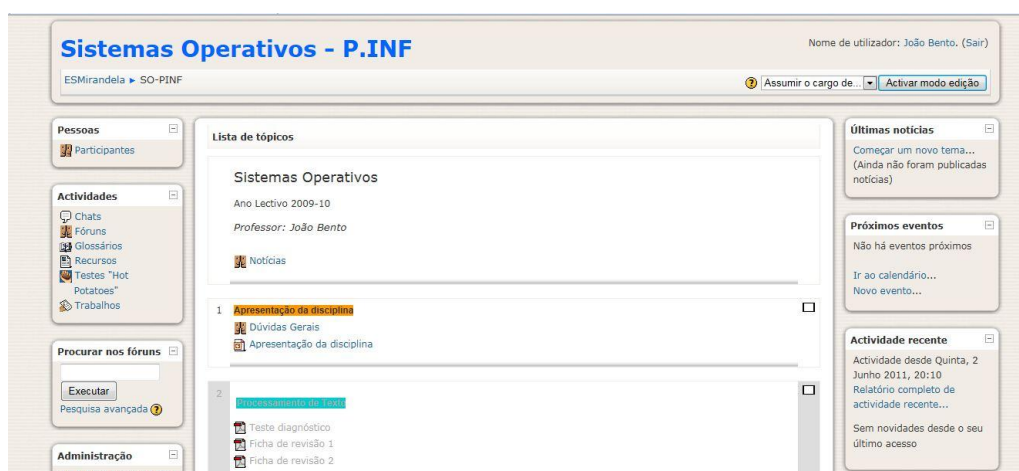 Sistemas Operativos - P.INF
Nome de utilizador: João Bento. (Sair)
ESMirandela ► SO-PINF
Assumir o cargo de...
Activar modo edição
Pessoas
Participantes
Actividades
Chats
Fóruns
Glossários
Recursos
Testes "Hot
Potatoes"
Trabalhos
Procurar nos fóruns
Executar
Pesquisa avançada
Administração
Lista de tópicos
Sistemas Operativos
Ano Lectivo 2009-10
Professor: João Bento
Notícias
1
Apresentação da disciplina
Dúvidas Gerais
Apresentação da disciplina
2
Processamento de Texto
Teste diagnóstico
Ficha de revisão 1
Ficha de revisão 2
Últimas notícias
Começar um novo tema...
(Ainda não foram publicadas
notícias)
Próximos eventos
Não há eventos próximos
Ir ao calendário...
Novo evento...
Actividade recente
Actividade desde Quinta, 2
Junho 2011, 20:10
Relatório completo de
actividade recente...
Sem novidades desde o seu
último acesso